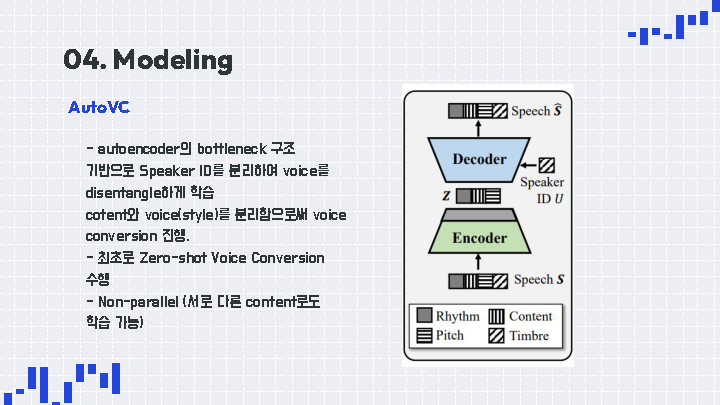 04. Modeling
AutoVC
- autoencoder의 bottleneck 구조
기반으로 Speaker ID를 분리하여 voice를
disentangle하게 학습
cotent와 voice(style)를 분리함으로써 voice
conversion 진행.
- 최초로 Zero-shot Voice Conversion
수행
- Non-parallel (서로 다른 content로도
학습 가능)
Speech Ŝ
Decoder
Speaker
ID U
Z
Encoder
Speech S
Rhythm Content
Pitch Timbre